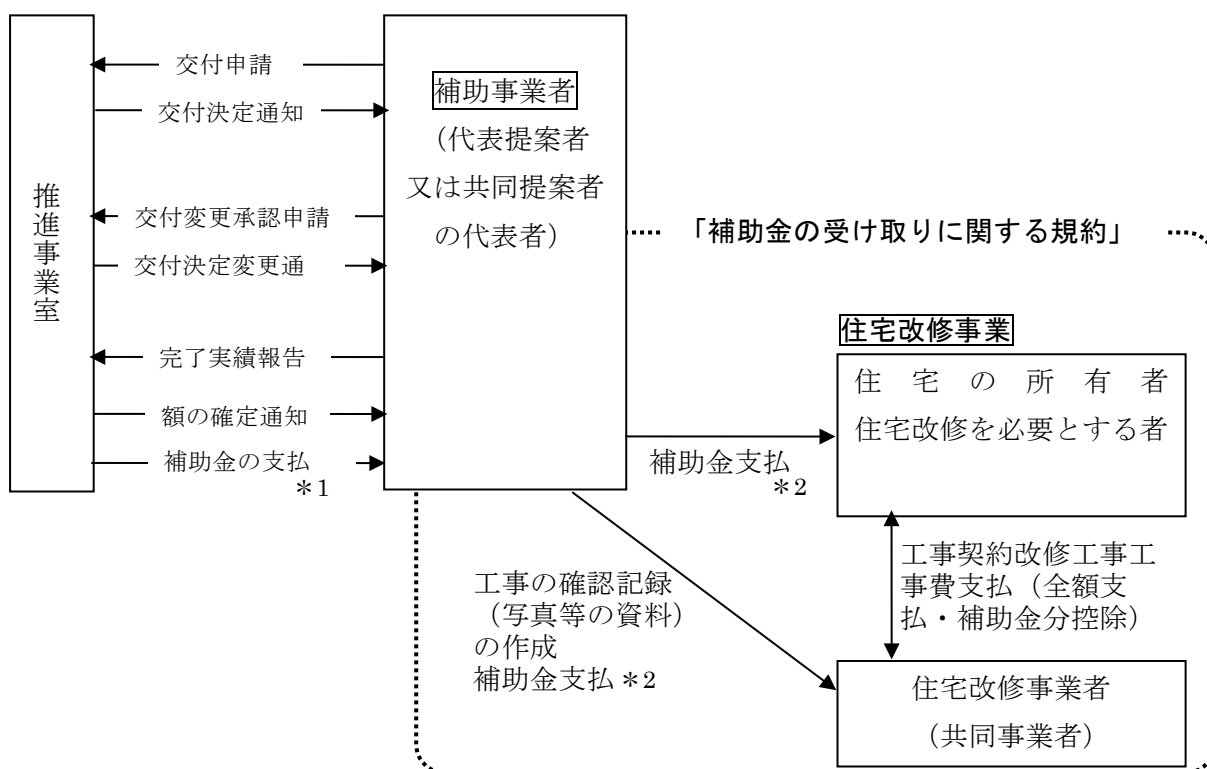 推進事業室
交付申請
交付決定通知
交付変更承認申請
交付決定変更通
完了実績報告
額の確定通知
補助金の支払
＊1
補助事業者
（代表提案者
又は共同提案者
の代表者）
「補助金の受け取りに関する規約」
住宅改修事業
住宅の所有者
住宅改修を必要とする者
補助金支払
＊2
工事契約改修工事工
事費支払（全額支
払・補助金分控除）
工事の確認記録
（写真等の資料）
の作成
補助金支払＊2
住宅改修事業者
（共同事業者）